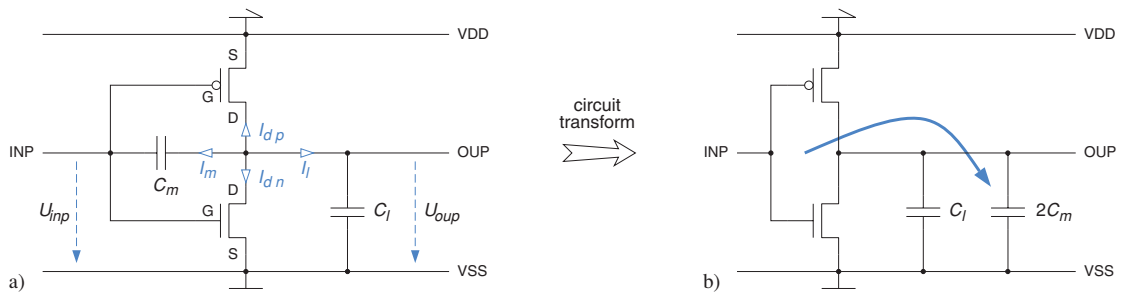 VDD
S
G
D
I_dp
INP
I_m
I_l
OUP
C_m
I_dn
D
G
S
U_inp
C_l
U_oup
VSS
a)
circuit
transform
VDD
INP
OUP
C_l
2C_m
VSS
b)